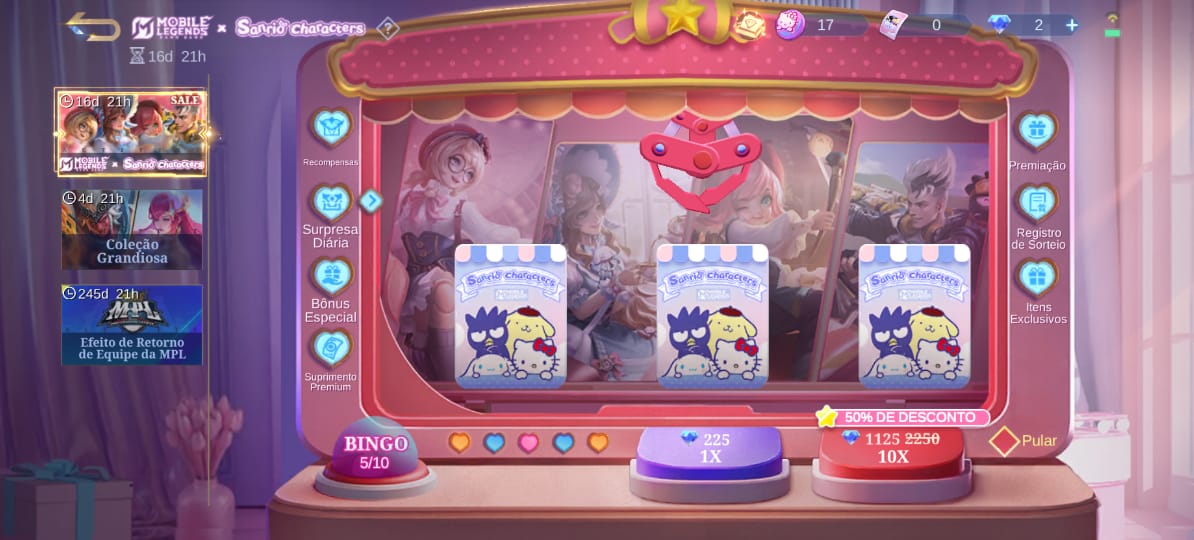 MOBILE LEGENDS BANG BANG × Sanrio Characters ?
17
0
2 +
16d 21h
16d 21h
SALE
MOBILE LEGENDS × Sanrio Characters
4d 21h
Coleção
Grandiosa
245d 21h
MPL
Efeito de Retorno
de Equipe da MPL
Recompensas
Surpresa
Diária
Bônus
Especial
Suprimento
Premium
Premiação
Registro
de Sorteio
Itens
Exclusivos
Sanrio Characters
Sanrio Characters
Sanrio Characters
50% DE DESCONTO
BINGO
5/10
225
1X
1125 2250
10X
Pular